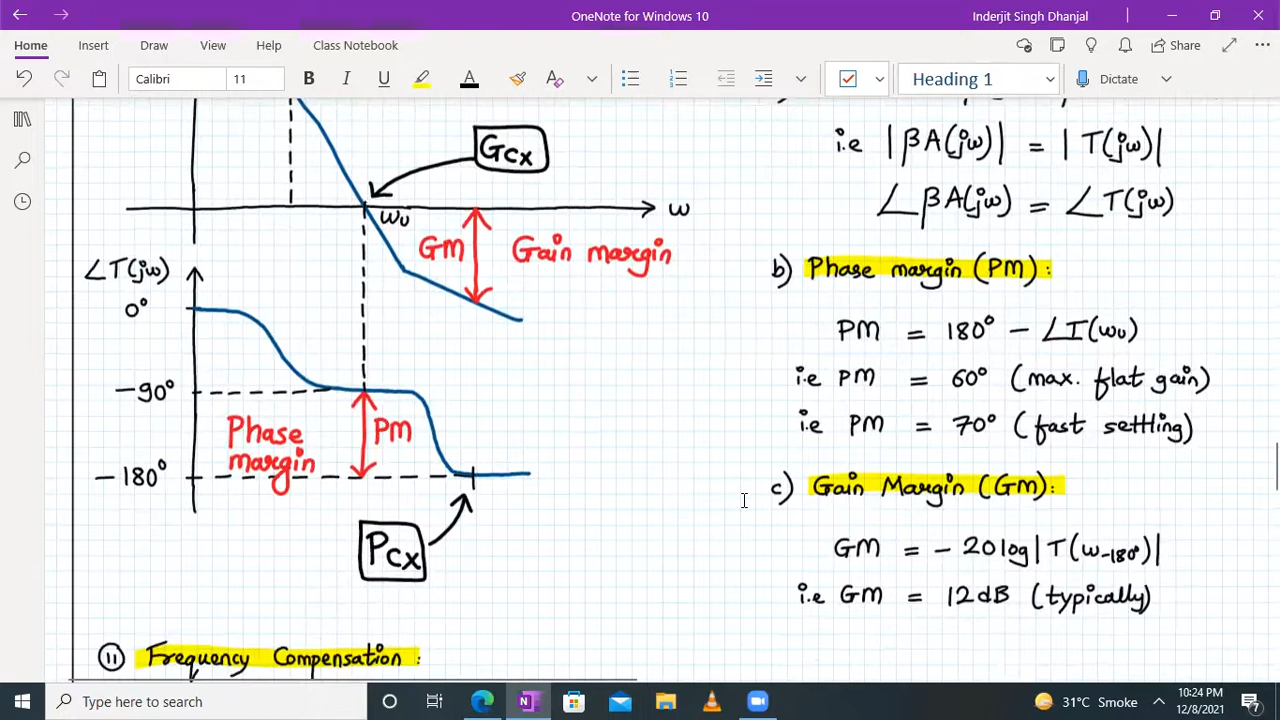 OneNote for Windows 10
Inderjit Singh Dhanjal
Home Insert Draw View Help Class Notebook
Share
Calibri 11 B I U A Heading 1 Dictate
Gcx
ω
ωu
GM Gain margin
∠T(jω)
0°
-90°
Phase margin
PM
-180°
Pcx
11 Frequency Compensation :
i.e |βA(jω)| = |T(jω)|
∠βA(jω) = ∠T(jω)
b) Phase margin (PM) :
PM = 180° - ∠T(ωu)
i.e PM = 60° (max. flat gain)
i.e PM = 70° (fast settling)
c) Gain Margin (GM) :
GM = - 20log|T(ω-180°)|
i.e GM = 12dB (typically)
Type here to search
31°C Smoke
10:24 PM
12/8/2021
7